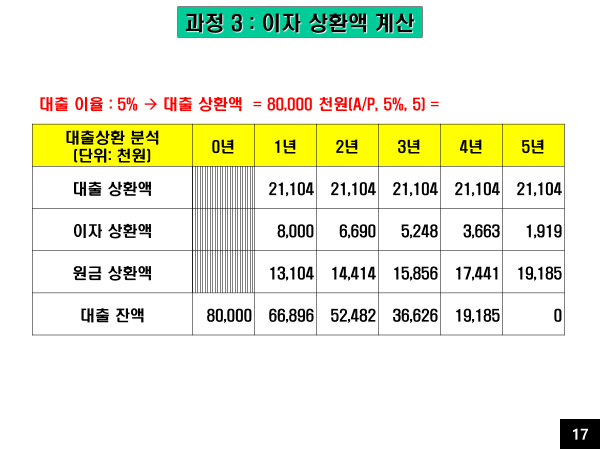 과정 3 : 이자 상환액 계산
대출 이율 : 5% → 대출 상환액 = 80,000 천원(A/P, 5%, 5) =
대출상환 분석 (단위: 천원) 0년 1년 2년 3년 4년 5년
대출 상환액 21,104 21,104 21,104 21,104 21,104
이자 상환액 8,000 6,690 5,248 3,663 1,919
원금 상환액 13,104 14,414 15,856 17,441 19,185
대출 잔액 80,000 66,896 52,482 36,626 19,185 0
17